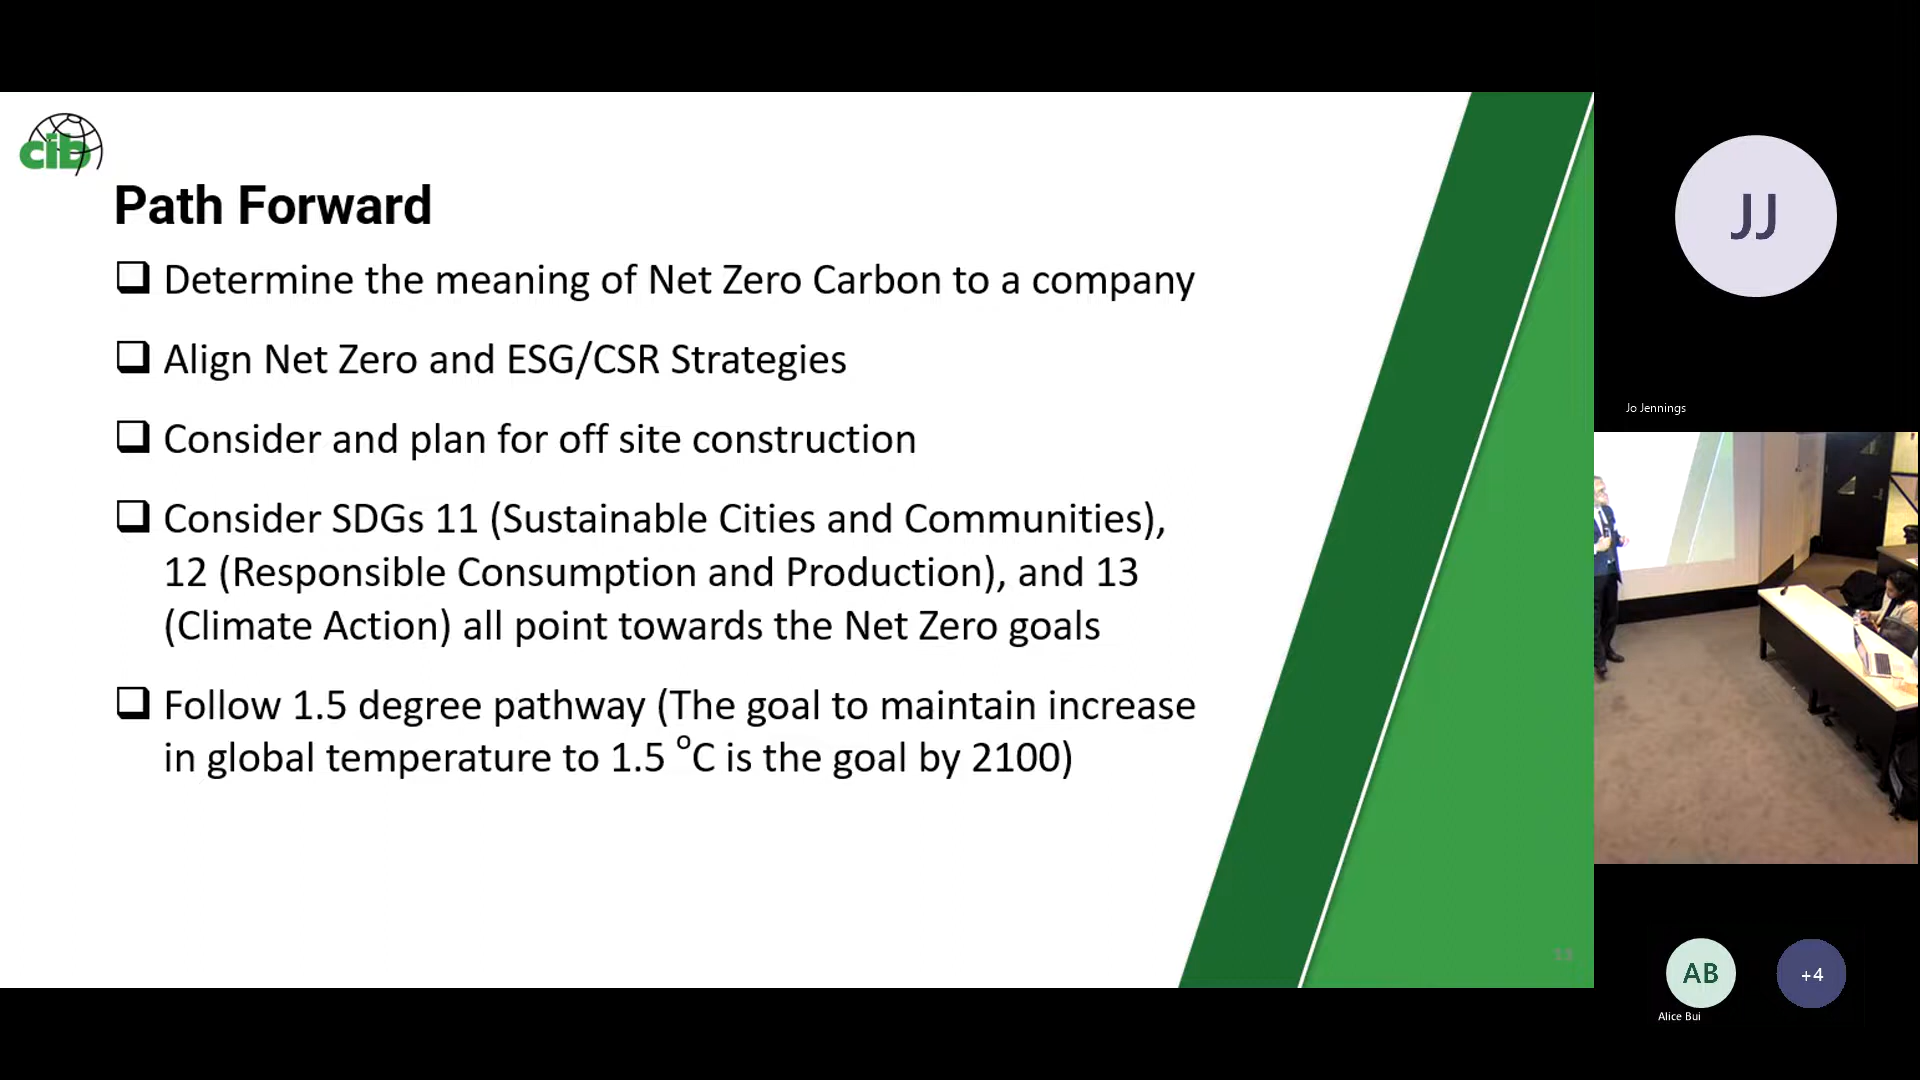 cib
Path Forward
Determine the meaning of Net Zero Carbon to a company
Align Net Zero and ESG/CSR Strategies
Consider and plan for off site construction
Consider SDGs 11 (Sustainable Cities and Communities),
12 (Responsible Consumption and Production), and 13
(Climate Action) all point towards the Net Zero goals
Follow 1.5 degree pathway (The goal to maintain increase
in global temperature to 1.5 °C is the goal by 2100)
JJ
Jo Jennings
AB
+4
Alice Bui